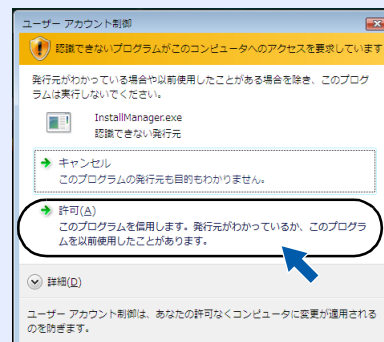 ユーザー アカウント制御
認識できないプログラムがこのコンピュータへのアクセスを要求しています
発行元がわかっている場合や以前使用したことがある場合を除き、このプログ
ラムは実行しないでください。
InstallManager.exe
認識できない発行元
キャンセル
このプログラムの発行元も目的もわかりません。
許可(A)
このプログラムを信用します。発行元がわかっているか、このプログラ
ムを以前使用したことがあります。
詳細(D)
ユーザー アカウント制御は、あなたの許可なくコンピュータに変更が適用される
のを防ぎます。